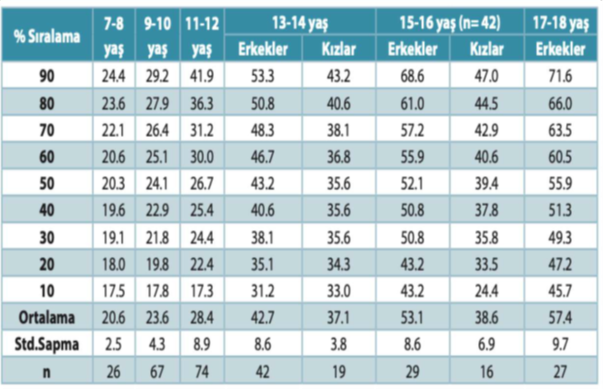 % Sıralama 7-8 yaş 9-10 yaş 11-12 yaş 13-14 yaş 15-16 yaş (n= 42) 17-18 yaş
Erkekler Kızlar Erkekler Kızlar Erkekler
90 24.4 29.2 41.9 53.3 43.2 68.6 47.0 71.6
80 23.6 27.9 36.3 50.8 40.6 61.0 44.5 66.0
70 22.1 26.4 31.2 48.3 38.1 57.2 42.9 63.5
60 20.6 25.1 30.0 46.7 36.8 55.9 40.6 60.5
50 20.3 24.1 26.7 43.2 35.6 52.1 39.4 55.9
40 19.6 22.9 25.4 40.6 35.6 50.8 37.8 51.3
30 19.1 21.8 24.4 38.1 35.6 50.8 35.8 49.3
20 18.0 19.8 22.4 35.1 34.3 43.2 33.5 47.2
10 17.5 17.8 17.3 31.2 33.0 43.2 24.4 45.7
Ortalama 20.6 23.6 28.4 42.7 37.1 53.1 38.6 57.4
Std.Sapma 2.5 4.3 8.9 8.6 3.8 8.6 6.9 9.7
n 26 67 74 42 19 29 16 27